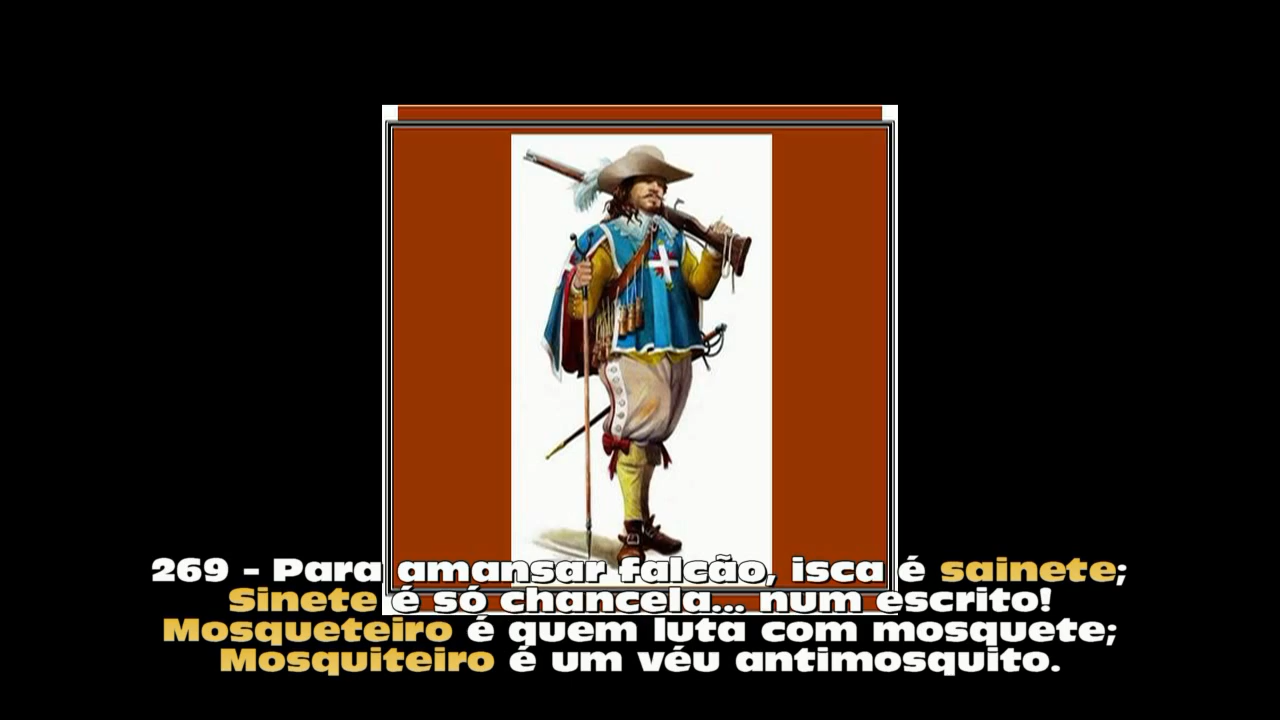 269 - Para amansar falcão, isca é sainete;
Sinete é só chancela... num escrito!
Mosqueteiro é quem luta com mosquete;
Mosquiteiro é um véu antimosquito.